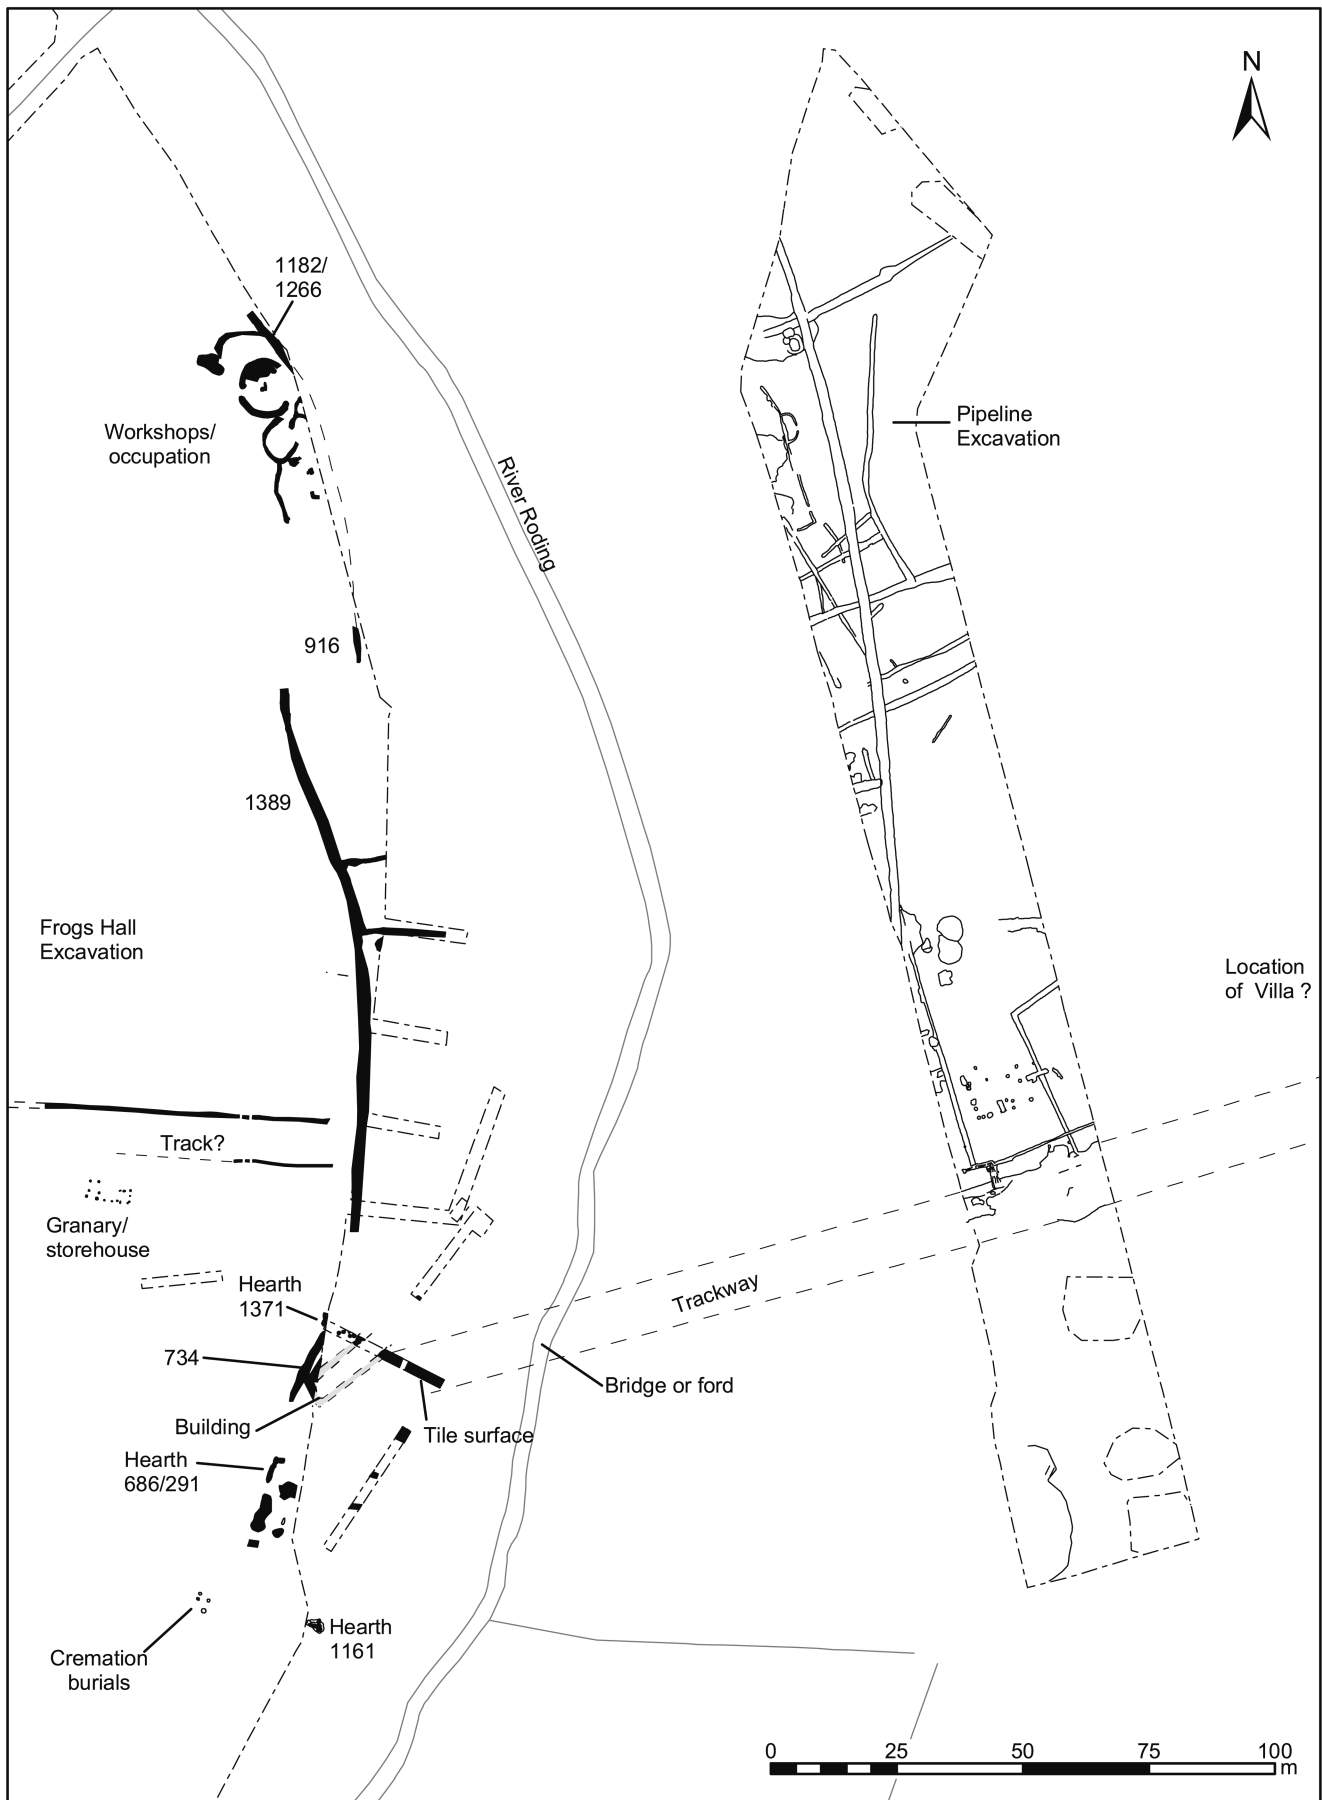 N
1182/
1266
Workshops/
occupation
Pipeline
Excavation
River Roding
916
1389
Frogs Hall
Excavation
Location
of Villa ?
Track?
Granary/
storehouse
Hearth
1371
Trackway
734
Bridge or ford
Building
Tile surface
Hearth
686/291
Hearth
1161
Cremation
burials
0 25 50 75 100
m